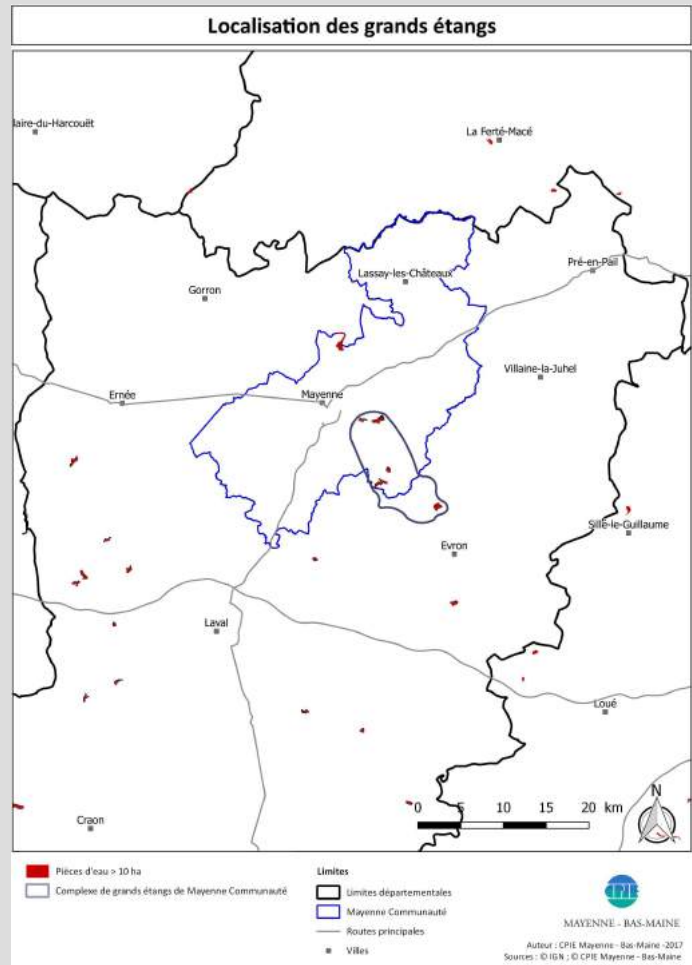 Localisation des grands étangs
laire-du-Harcouët
La Ferté-Macé
Lassay-les-Châteaux
Pré-en-Pail
Gorron
Villaine-la-Juhel
Ernée
Mayenne
Sillé-le-Guillaume
Evron
Laval
Loué
Craon
0 5 10 15 20 km
N
Pièces d'eau > 10 ha
Complexe de grands étangs de Mayenne Communauté
Limites
Limites départementales
Mayenne Communauté
Routes principales
Villes
CPIE
MAYENNE - BAS-MAINE
Auteur : CPIE Mayenne - Bas-Maine -2017
Sources : © IGN ; © CPIE Mayenne - Bas-Maine